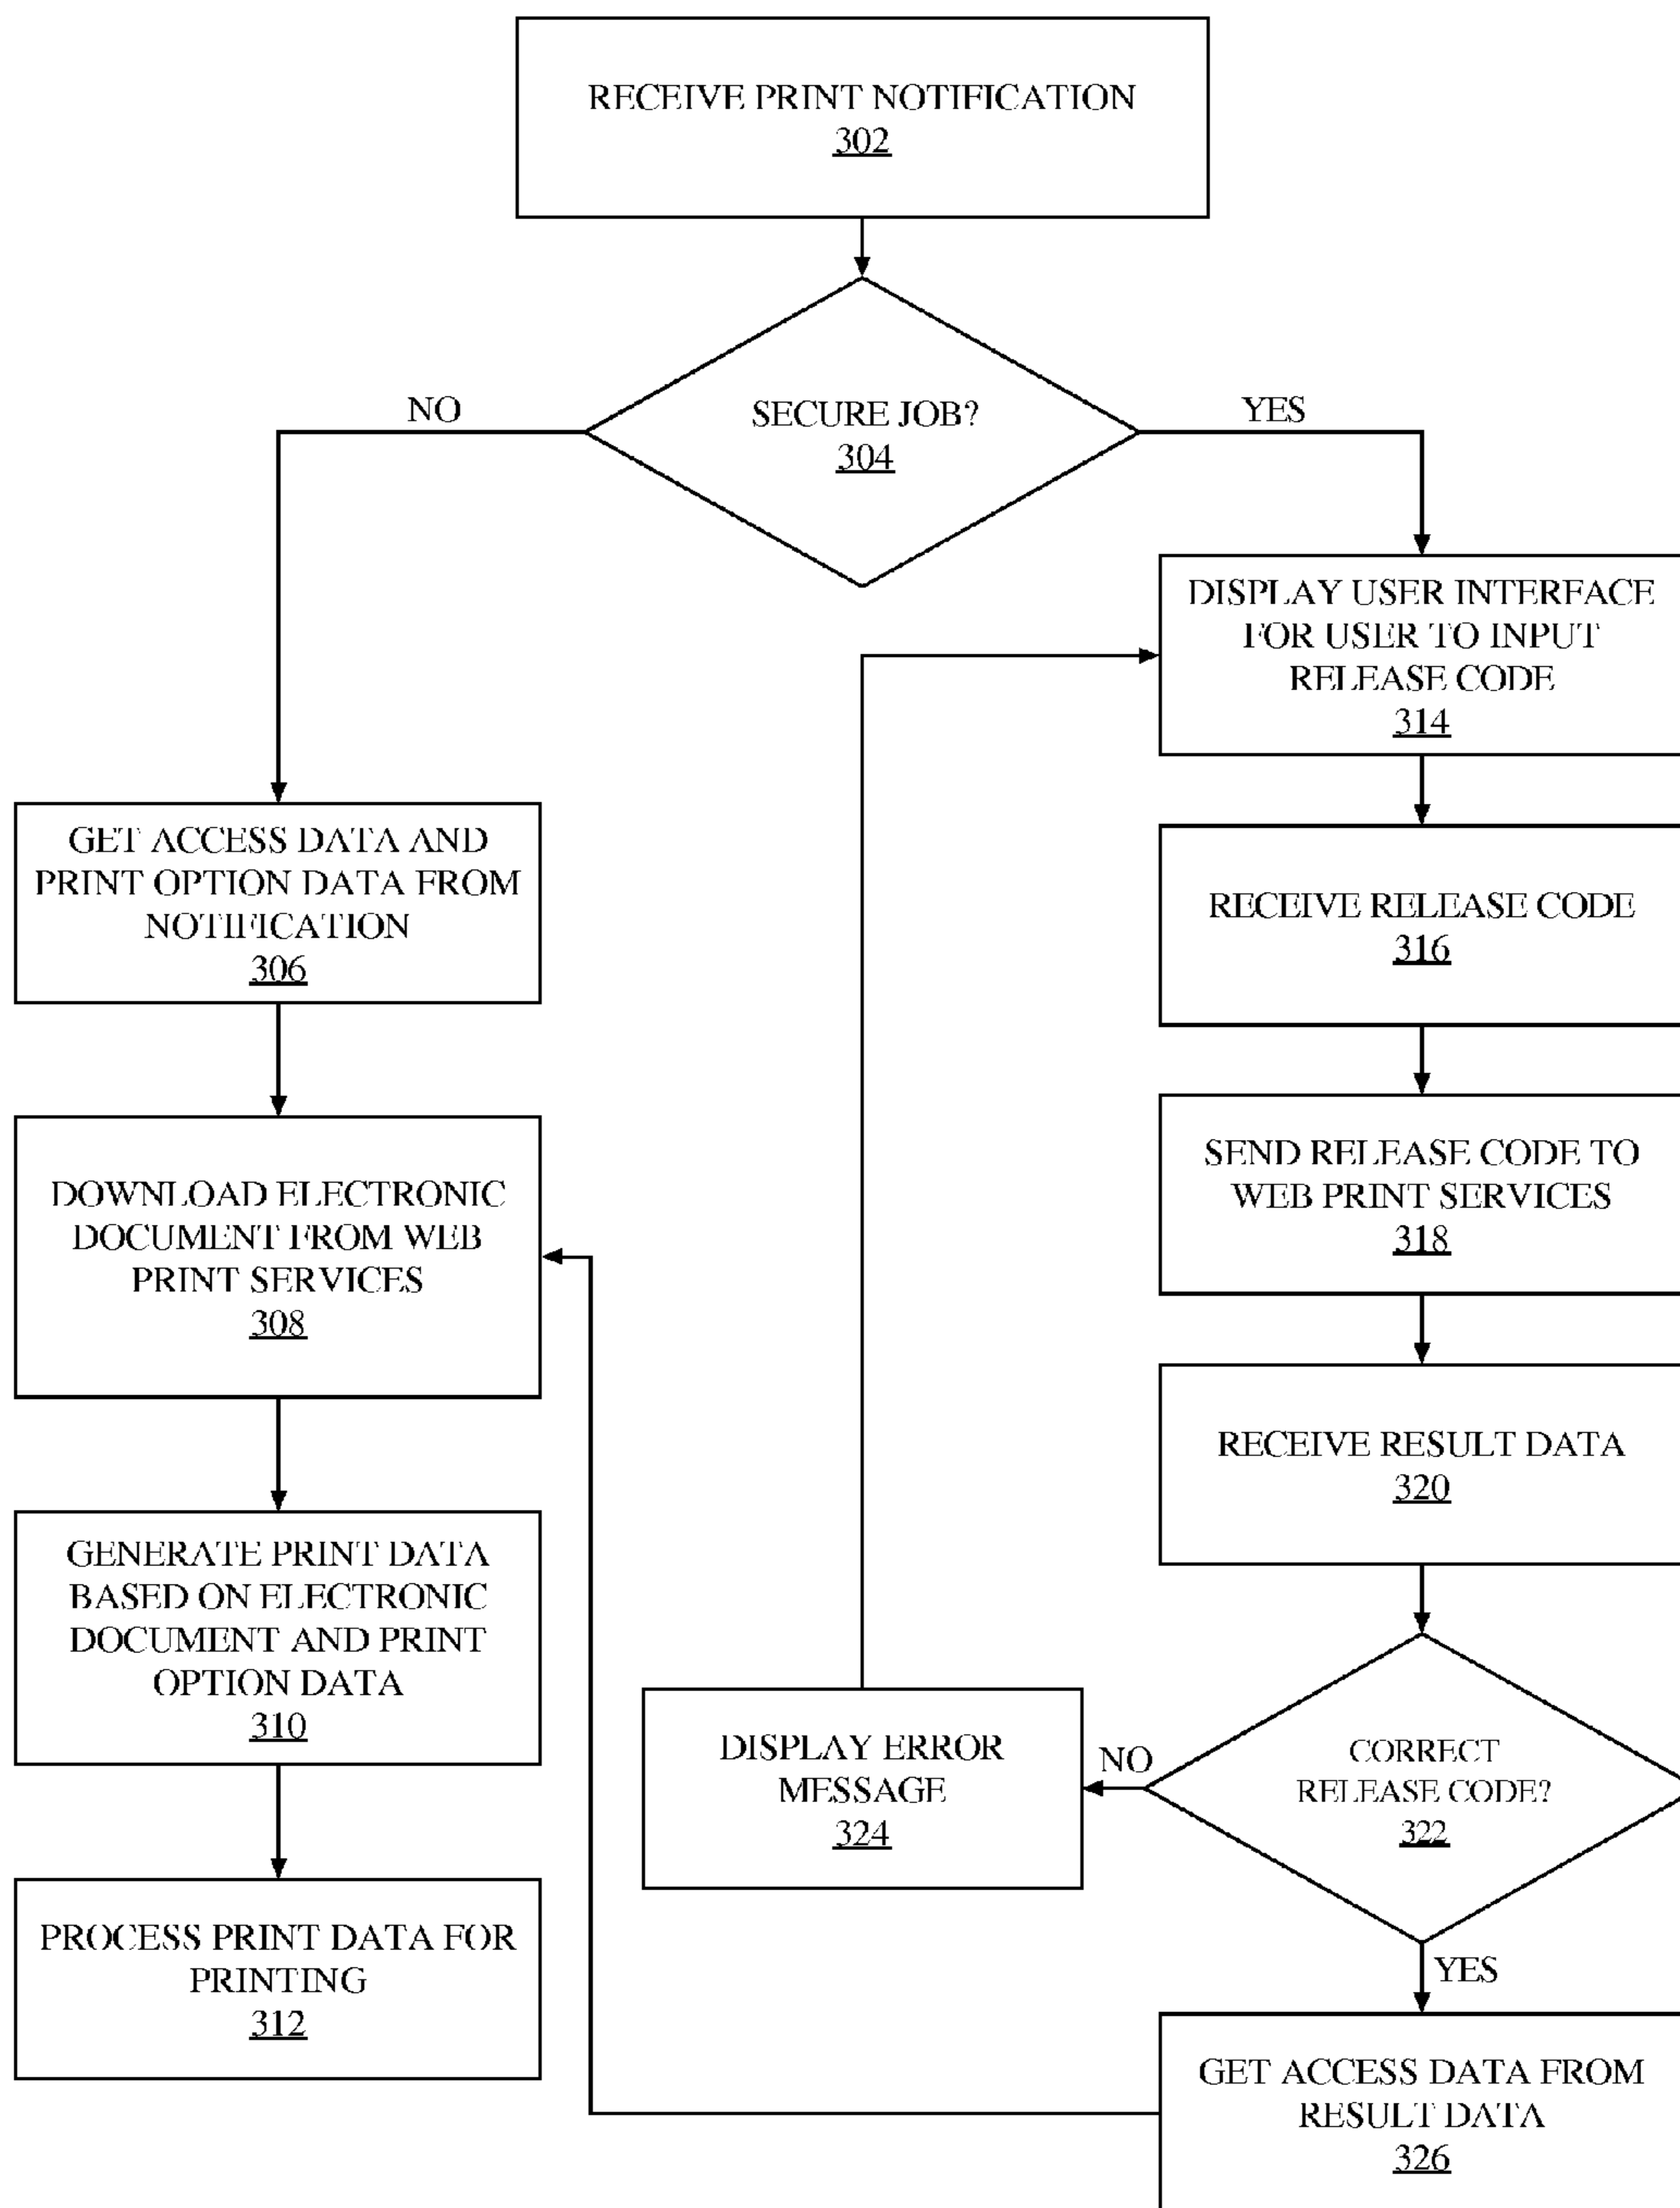 RECEIVE PRINT NOTIFICATION
302
SECURE JOB?
304
NO
YES
GET ACCESS DATA AND
PRINT OPTION DATA FROM
NOTIFICATION
306
DOWNLOAD ELECTRONIC
DOCUMENT FROM WEB
PRINT SERVICES
308
GENERATE PRINT DATA
BASED ON ELECTRONIC
DOCUMENT AND PRINT
OPTION DATA
310
PROCESS PRINT DATA FOR
PRINTING
312
DISPLAY USER INTERFACE
FOR USER TO INPUT
RELEASE CODE
314
RECEIVE RELEASE CODE
316
SEND RELEASE CODE TO
WEB PRINT SERVICES
318
RECEIVE RESULT DATA
320
CORRECT
RELEASE CODE?
322
NO
DISPLAY ERROR
MESSAGE
324
YES
GET ACCESS DATA FROM
RESULT DATA
326